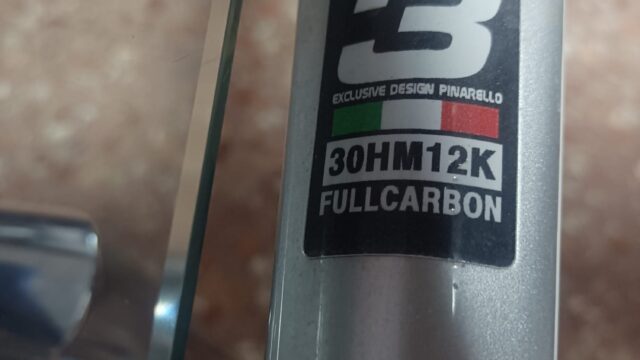 3
EXCLUSIVE DESIGN PINARELLO
30HM12K
FULLCARBON